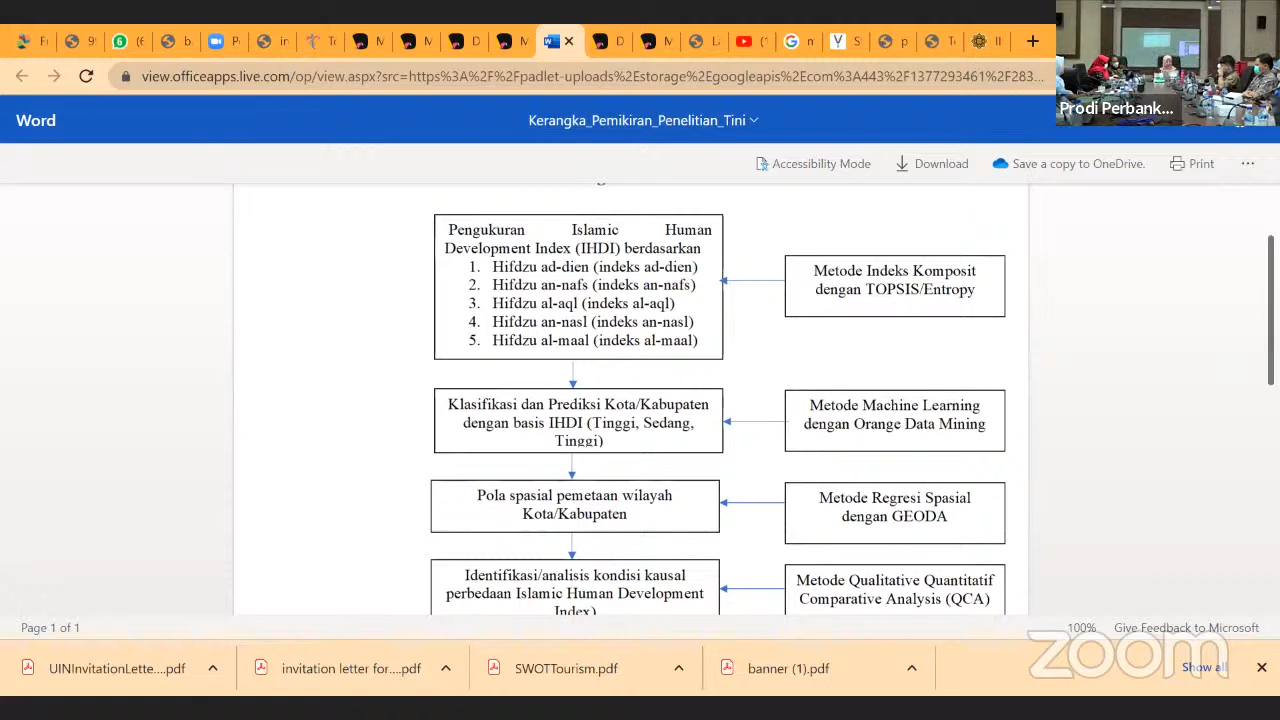 view.officeapps.live.com/op/view.aspx?src=https%3A%2F%2Fpadlet-uploads%2Estorage%2Egoogleapis%2Ecom%3A443%2F1377293461%2F283...
Prodi Perbank...
Word
Kerangka_Pemikiran_Penelitian_Tini
Accessibility Mode
Download
Save a copy to OneDrive.
Print
Pengukuran Islamic Human
Development Index (IHDI) berdasarkan
1. Hifdzu ad-dien (indeks ad-dien)
2. Hifdzu an-nafs (indeks an-nafs)
3. Hifdzu al-aql (indeks al-aql)
4. Hifdzu an-nasl (indeks an-nasl)
5. Hifdzu al-maal (indeks al-maal)
Metode Indeks Komposit
dengan TOPSIS/Entropy
Klasifikasi dan Prediksi Kota/Kabupaten
dengan basis IHDI (Tinggi, Sedang,
Tinggi)
Metode Machine Learning
dengan Orange Data Mining
Pola spasial pemetaan wilayah
Kota/Kabupaten
Metode Regresi Spasial
dengan GEODA
Identifikasi/analisis kondisi kausal
perbedaan Islamic Human Development
Index)
Metode Qualitative Quantitatif
Comparative Analysis (QCA)
Page 1 of 1
100%
Give Feedback to Microsoft
zoom
UINInvitationLette....pdf
invitation letter for....pdf
SWOTTourism.pdf
banner (1).pdf
Show all